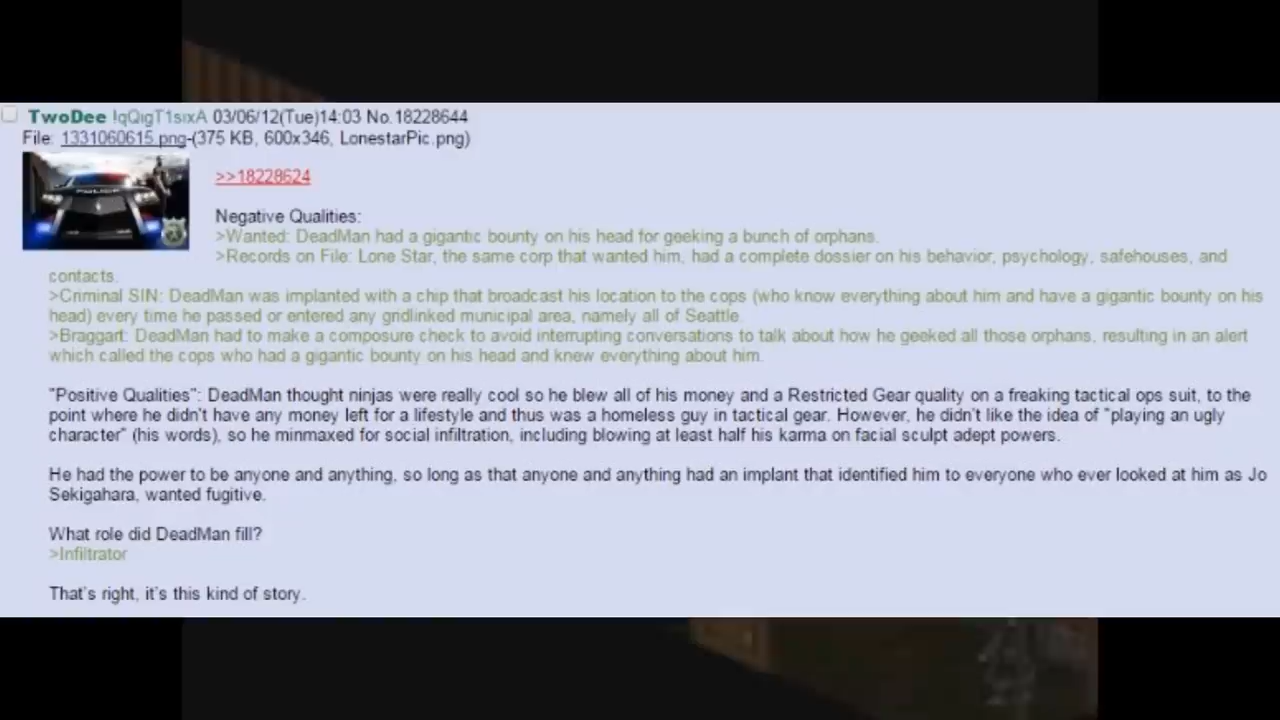 TwoDee !qQigT1sixA 03/06/12(Tue)14:03 No.18228644
File: 1331060615.png-(375 KB, 600x346, LonestarPic.png)
POLICE
>>18228624
Negative Qualities:
>Wanted: DeadMan had a gigantic bounty on his head for geeking a bunch of orphans.
>Records on File: Lone Star, the same corp that wanted him, had a complete dossier on his behavior, psychology, safehouses, and
contacts.
>Criminal SIN: DeadMan was implanted with a chip that broadcast his location to the cops (who know everything about him and have a gigantic bounty on his
head) every time he passed or entered any gridlinked municipal area, namely all of Seattle.
>Braggart: DeadMan had to make a composure check to avoid interrupting conversations to talk about how he geeked all those orphans, resulting in an alert
which called the cops who had a gigantic bounty on his head and knew everything about him.
"Positive Qualities": DeadMan thought ninjas were really cool so he blew all of his money and a Restricted Gear quality on a freaking tactical ops suit, to the
point where he didn't have any money left for a lifestyle and thus was a homeless guy in tactical gear. However, he didn't like the idea of "playing an ugly
character" (his words), so he minmaxed for social infiltration, including blowing at least half his karma on facial sculpt adept powers.
He had the power to be anyone and anything, so long as that anyone and anything had an implant that identified him to everyone who ever looked at him as Jo
Sekigahara, wanted fugitive.
What role did DeadMan fill?
>Infiltrator
That's right, it's this kind of story.